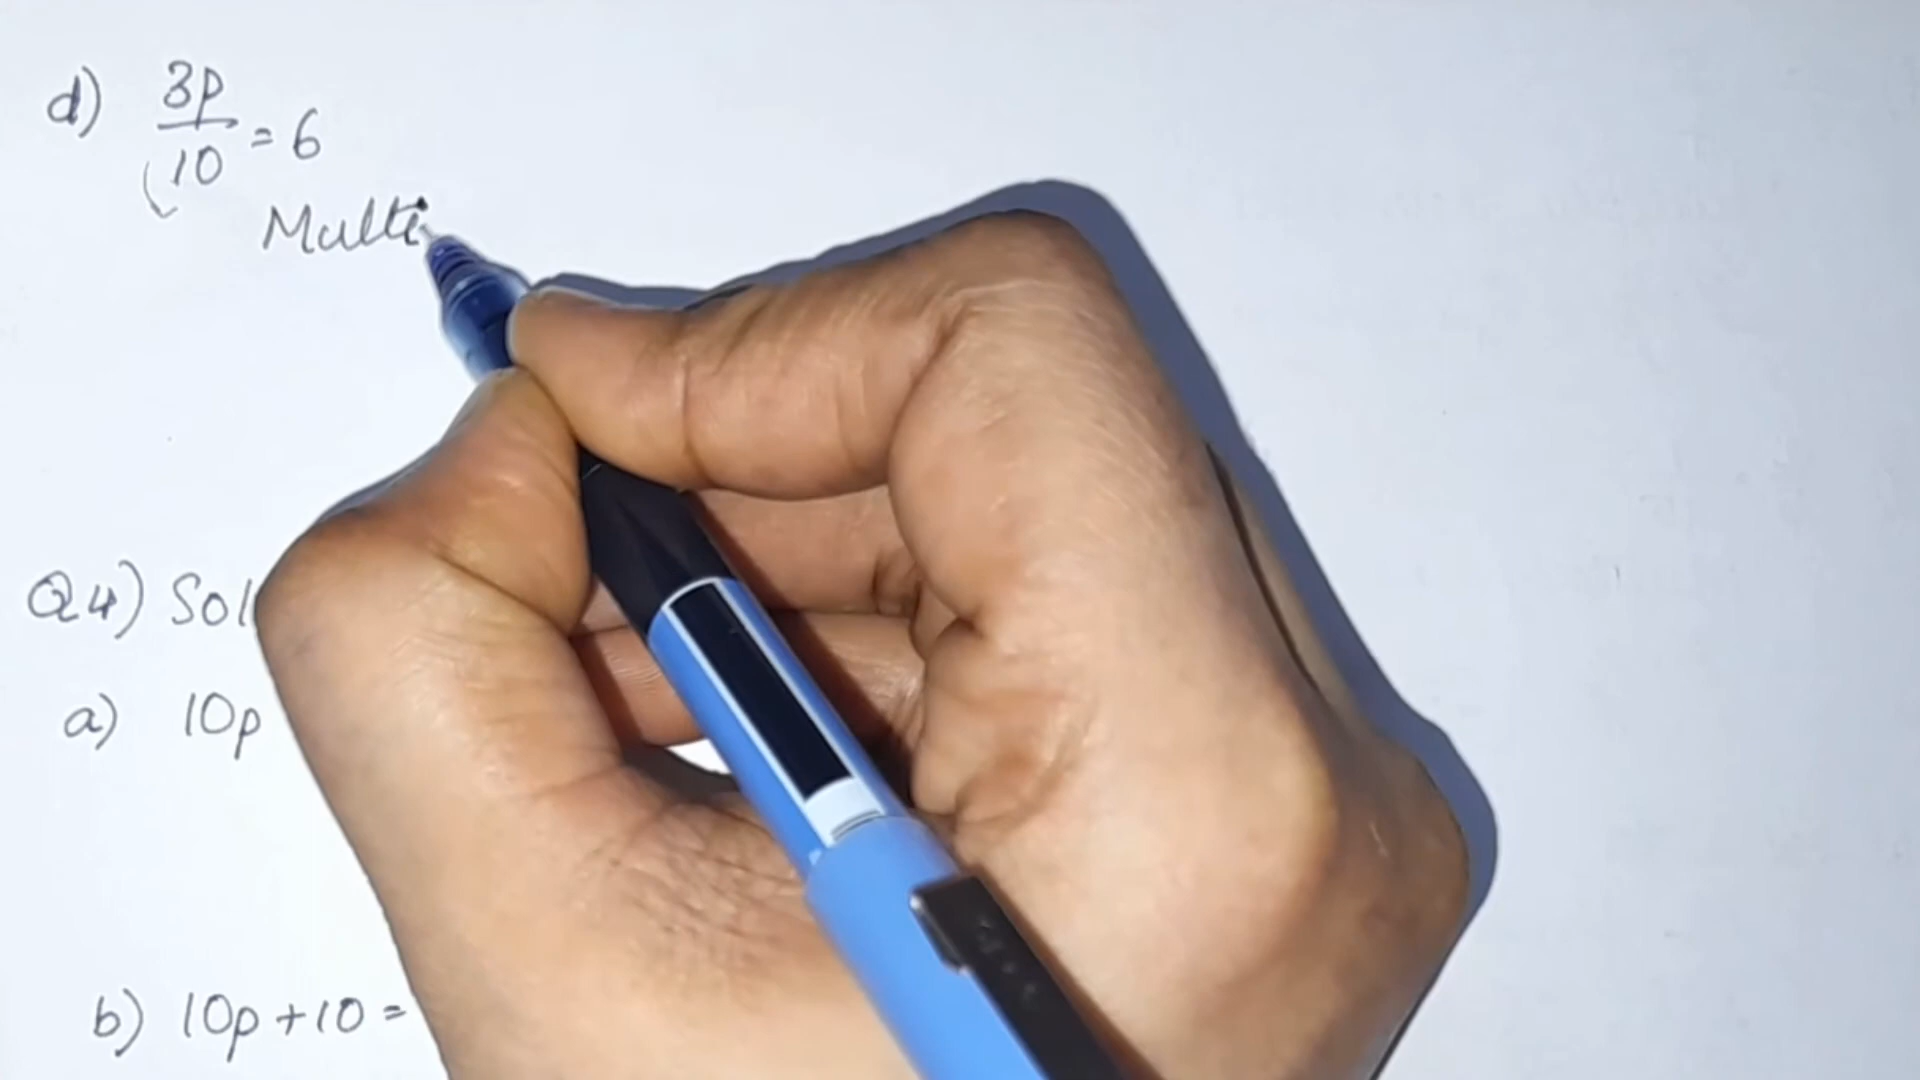 d) 3p/10 = 6
Multi
Q4) Sol
a) 10p
b) 10p + 10 =